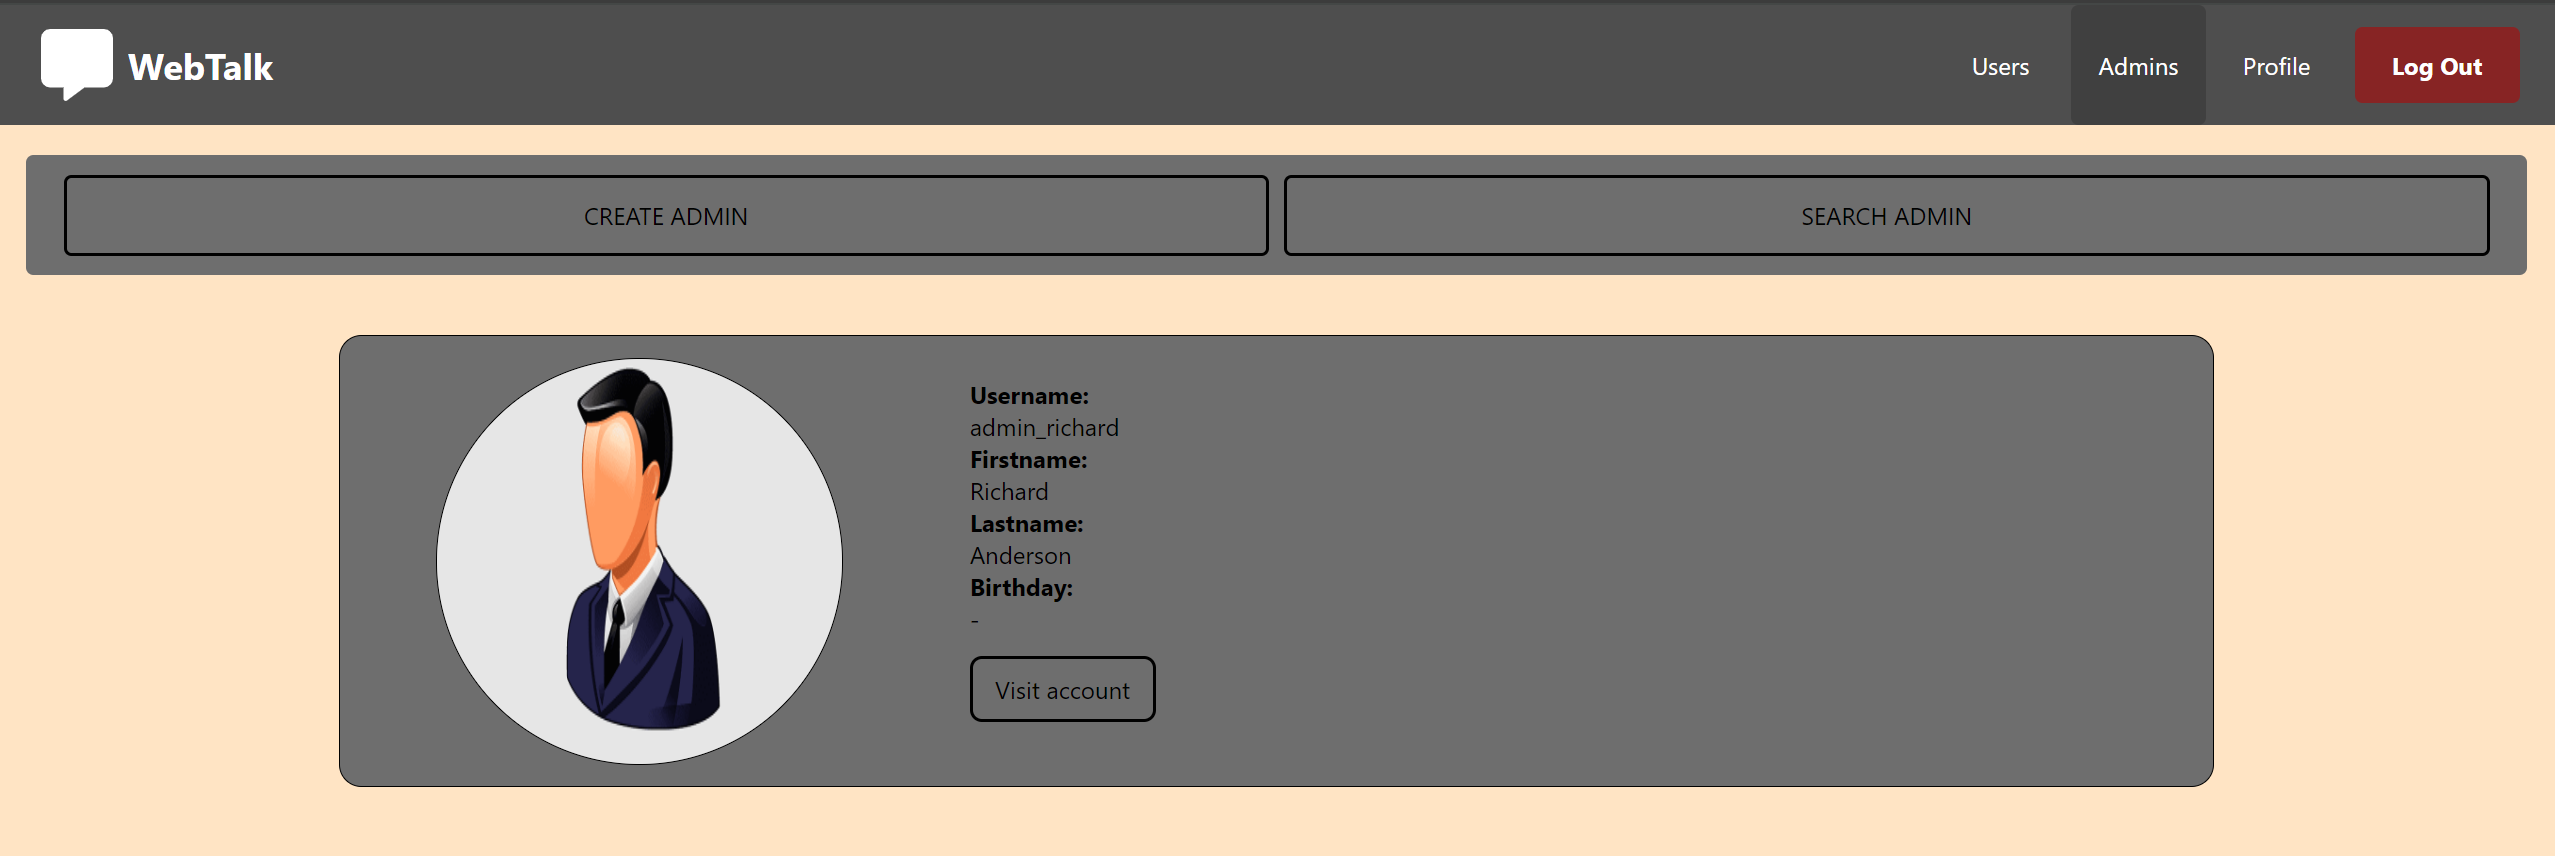 WebTalk
Users
Admins
Profile
Log Out
CREATE ADMIN
SEARCH ADMIN
Username:
admin_richard
Firstname:
Richard
Lastname:
Anderson
Birthday:
-
Visit account